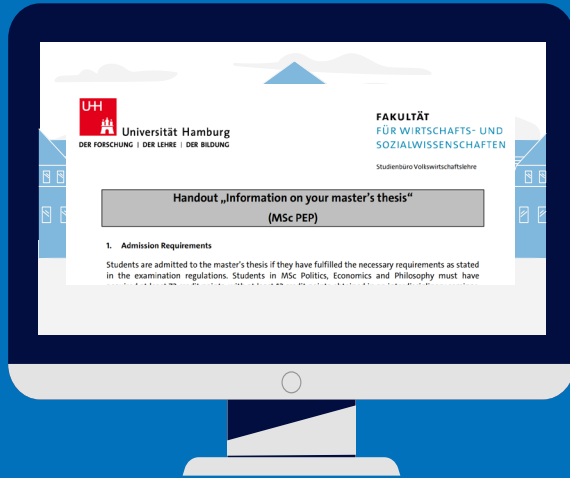 UH
Universität Hamburg
DER FORSCHUNG | DER LEHRE | DER BILDUNG
FAKULTÄT
FÜR WIRTSCHAFTS- UND
SOZIALWISSENSCHAFTEN
Studienbüro Volkswirtschaftslehre
Handout „Information on your master's thesis"
(MSc PEP)
1. Admission Requirements
Students are admitted to the master's thesis if they have fulfilled the necessary requirements as stated
in the examination regulations. Students in MSc Politics, Economics and Philosophy must have